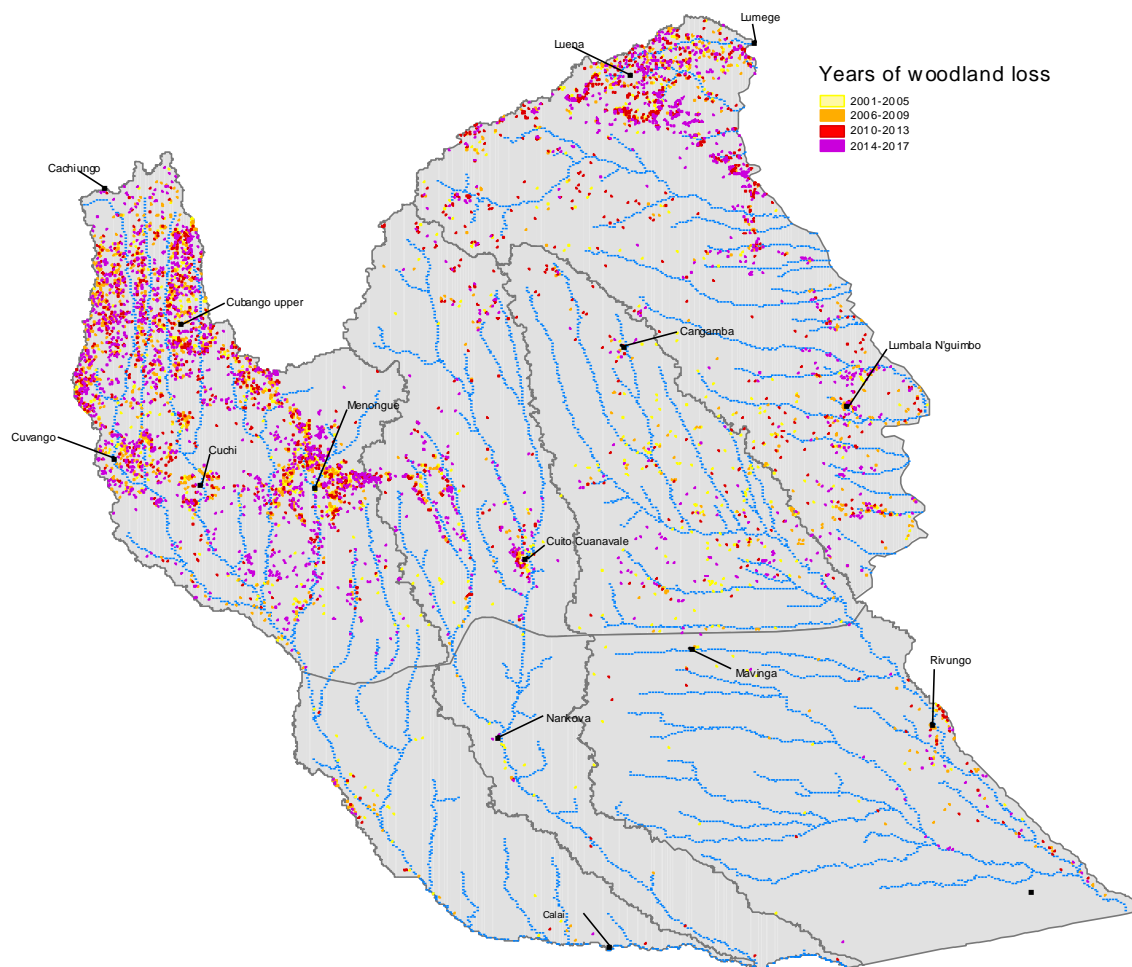 Lumege
Luena
Years of woodland loss
2001-2005
2006-2009
2010-2013
2014-2017
Cachiungo
Cubango upper
Cangamba
Lumbala N'guimbo
Menongue
Cuvango
Cuchi
Cuito Cuanavale
Mavinga
Rivungo
Nankova
Calai